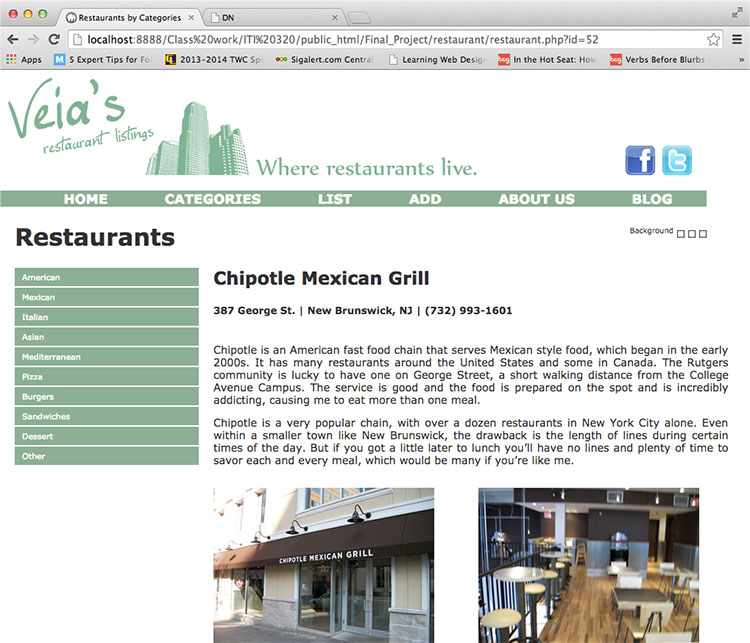 Restaurants by Categories
DN
localhost:8888/Class%20work/ITI%20320/public_html/Final_Project/restaurant/restaurant.php?id=52
Apps 5 Expert Tips for Fol 2013-2014 TWC Spo Sigalert.com Central Learning Web Design bcg In the Hot Seat: How bcg Verbs Before Blurbs - »
Veia's
restaurant listings
Where restaurants live.
HOME CATEGORIES LIST ADD ABOUT US BLOG
Restaurants
Background
American
Mexican
Italian
Asian
Mediterranean
Pizza
Burgers
Sandwiches
Dessert
Other
Chipotle Mexican Grill
387 George St. | New Brunswick, NJ | (732) 993-1601
Chipotle is an American fast food chain that serves Mexican style food, which began in the early
2000s. It has many restaurants around the United States and some in Canada. The Rutgers
community is lucky to have one on George Street, a short walking distance from the College
Avenue Campus. The service is good and the food is prepared on the spot and is incredibly
addicting, causing me to eat more than one meal.
Chipotle is a very popular chain, with over a dozen restaurants in New York City alone. Even
within a smaller town like New Brunswick, the drawback is the length of lines during certain
times of the day. But if you got a little later to lunch you'll have no lines and plenty of time to
savor each and every meal, which would be many if you're like me.
CHIPOTLE MEXICAN GRILL